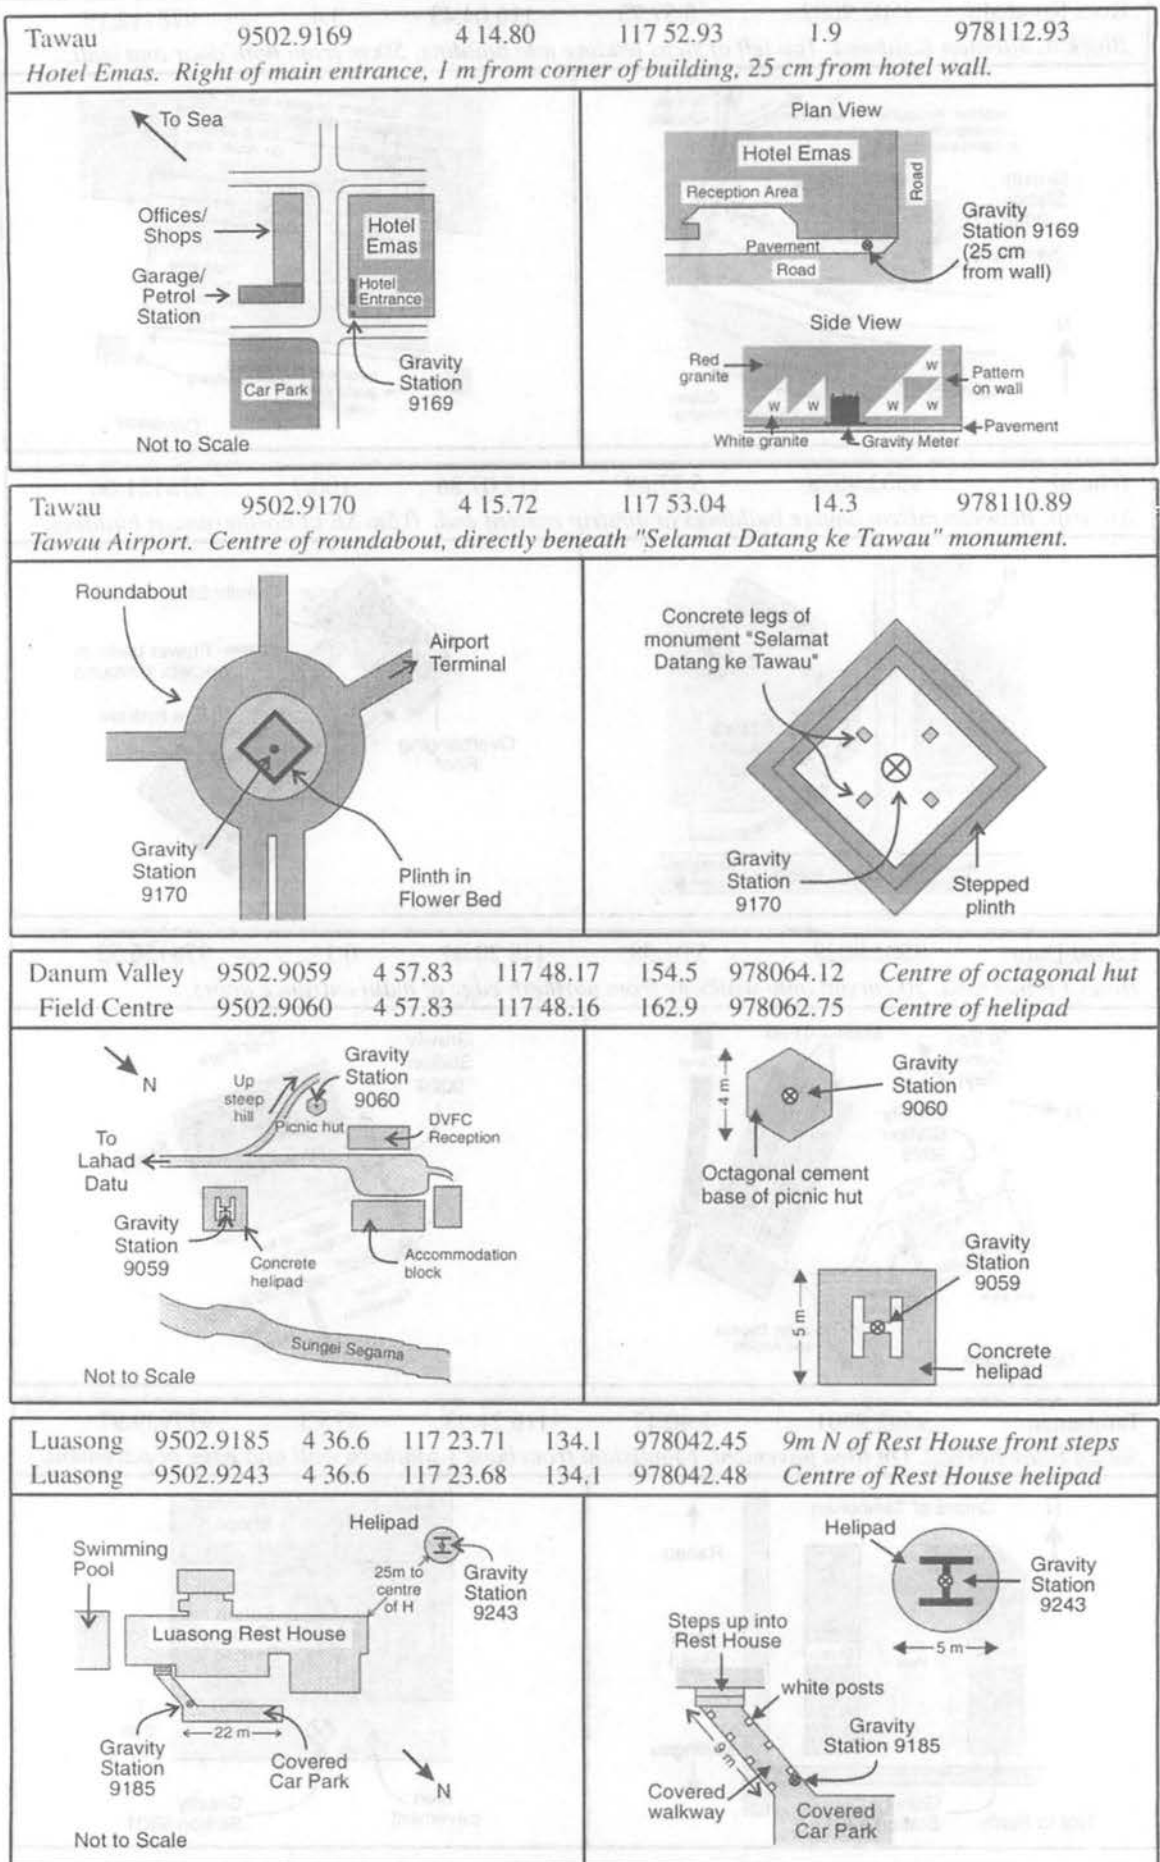 Tawau 9502.9169 4 14.80 117 52.93 1.9 978112.93
Hotel Emas. Right of main entrance, 1 m from corner of building, 25 cm from hotel wall.
To Sea
Offices/
Shops
Garage/
Petrol
Station
Hotel
Emas
Hotel
Entrance
Car Park
Gravity
Station
9169
Not to Scale
Plan View
Hotel Emas
Reception Area
Road
Pavement
Road
Gravity
Station 9169
(25 cm
from wall)
Side View
Red
granite
W
W
W
W
W
Pattern
on wall
White granite
Gravity Meter
Pavement
Tawau 9502.9170 4 15.72 117 53.04 14.3 978110.89
Tawau Airport. Centre of roundabout, directly beneath "Selamat Datang ke Tawau" monument.
Roundabout
Airport
Terminal
Gravity
Station
9170
Plinth in
Flower Bed
Concrete legs of
monument "Selamat
Datang ke Tawau"
Gravity
Station
9170
Stepped
plinth
Danum Valley 9502.9059 4 57.83 117 48.17 154.5 978064.12 Centre of octagonal hut
Field Centre 9502.9060 4 57.83 117 48.16 162.9 978062.75 Centre of helipad
N
Up
steep
hill
Gravity
Station
9060
Picnic hut
DVFC
Reception
To
Lahad
Datu
H
Gravity
Station
9059
Concrete
helipad
Accommodation
block
Sungei Segama
Not to Scale
4 m
Gravity
Station
9060
Octagonal cement
base of picnic hut
5 m
H
Gravity
Station
9059
Concrete
helipad
Luasong 9502.9185 4 36.6 117 23.71 134.1 978042.45 9m N of Rest House front steps
Luasong 9502.9243 4 36.6 117 23.68 134.1 978042.48 Centre of Rest House helipad
Swimming
Pool
Helipad
H
25m to
centre
of H
Gravity
Station
9243
Luasong Rest House
22 m
Gravity
Station
9185
Covered
Car Park
N
Not to Scale
Helipad
H
Gravity
Station
9243
5 m
Steps up into
Rest House
white posts
9 m
Gravity
Station 9185
Covered
walkway
Covered
Car Park